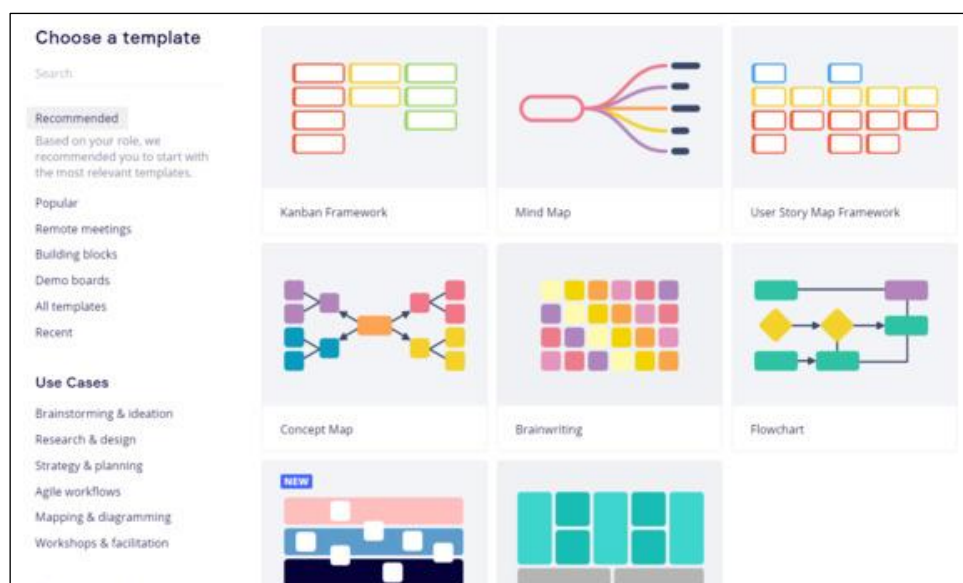 Choose a template
Search
Recommended
Based on your role, we
recommended you to start with
the most relevant templates.
Popular
Remote meetings
Building blocks
Demo boards
All templates
Recent
Use Cases
Brainstorming & ideation
Research & design
Strategy & planning
Agile workflows
Mapping & diagramming
Workshops & facilitation
Kanban Framework
Mind Map
User Story Map Framework
Concept Map
Brainwriting
Flowchart
NEW